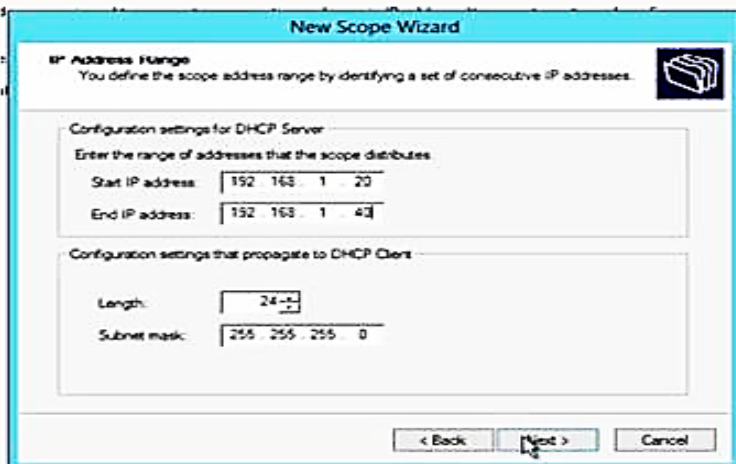 New Scope Wizard
IP Address Range
You define the scope address range by identifying a set of consecutive IP addresses.
Configuration settings for DHCP Server
Enter the range of addresses that the scope distributes
Start IP address: 192 . 168 . 1 . 20
End IP address: 192 . 168 . 1 . 40
Configuration settings that propagate to DHCP Client
Length: 24
Subnet mask: 255 . 255 . 255 . 0
< Back Next > Cancel